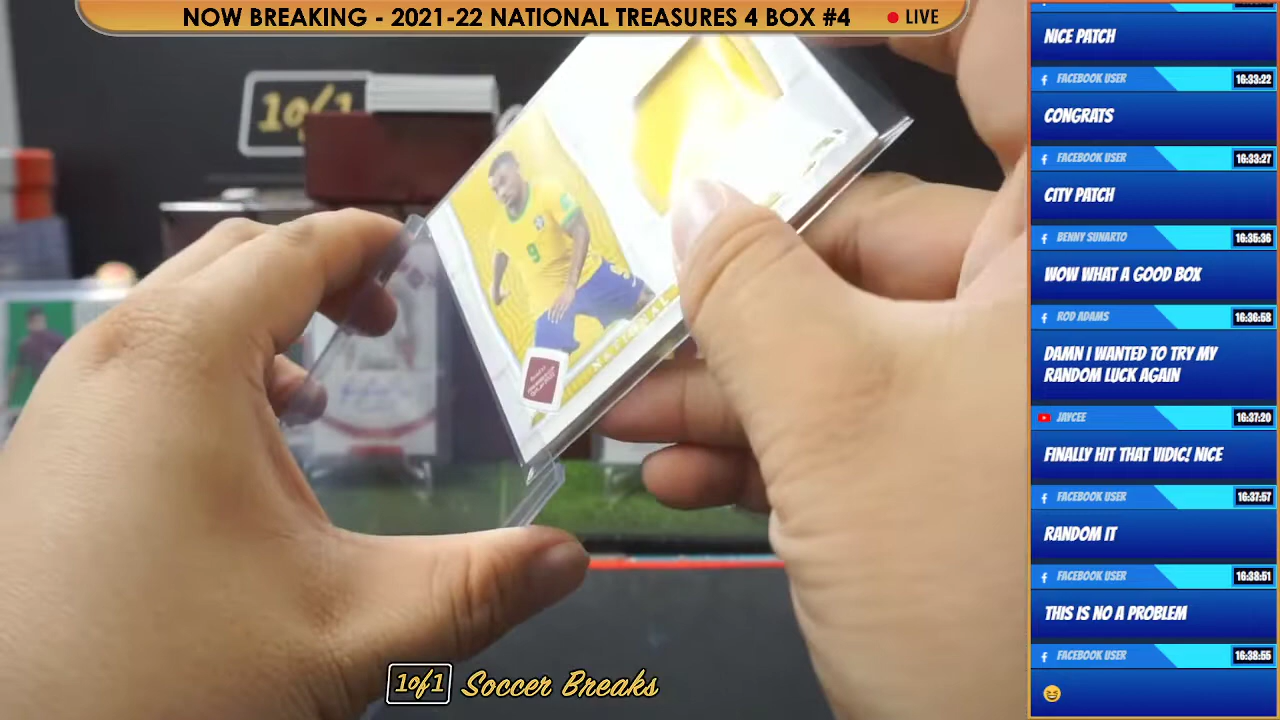 NOW BREAKING - 2021-22 NATIONAL TREASURES 4 BOX #4
LIVE
1of1
9
NATIONAL
1of1 Soccer Breaks
NICE PATCH
FACEBOOK USER 16:33:22
CONGRATS
FACEBOOK USER 16:33:27
CITY PATCH
BENNY SUNARTO 16:35:36
WOW WHAT A GOOD BOX
ROD ADAMS 16:36:58
DAMN I WANTED TO TRY MY
RANDOM LUCK AGAIN
JAYCEE 16:37:20
FINALLY HIT THAT VIDIC! NICE
FACEBOOK USER 16:37:57
RANDOM IT
FACEBOOK USER 16:38:51
THIS IS NO A PROBLEM
FACEBOOK USER 16:38:55